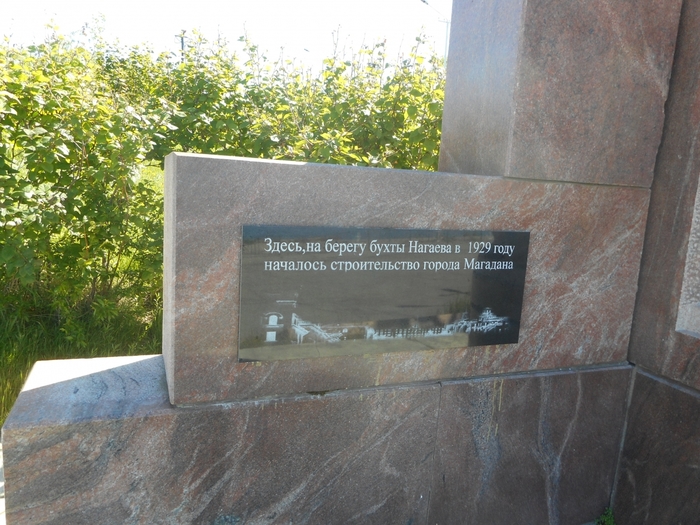 Здесь,на берегу бухты Нагаева в 1929 году
началось строительство города Магадана